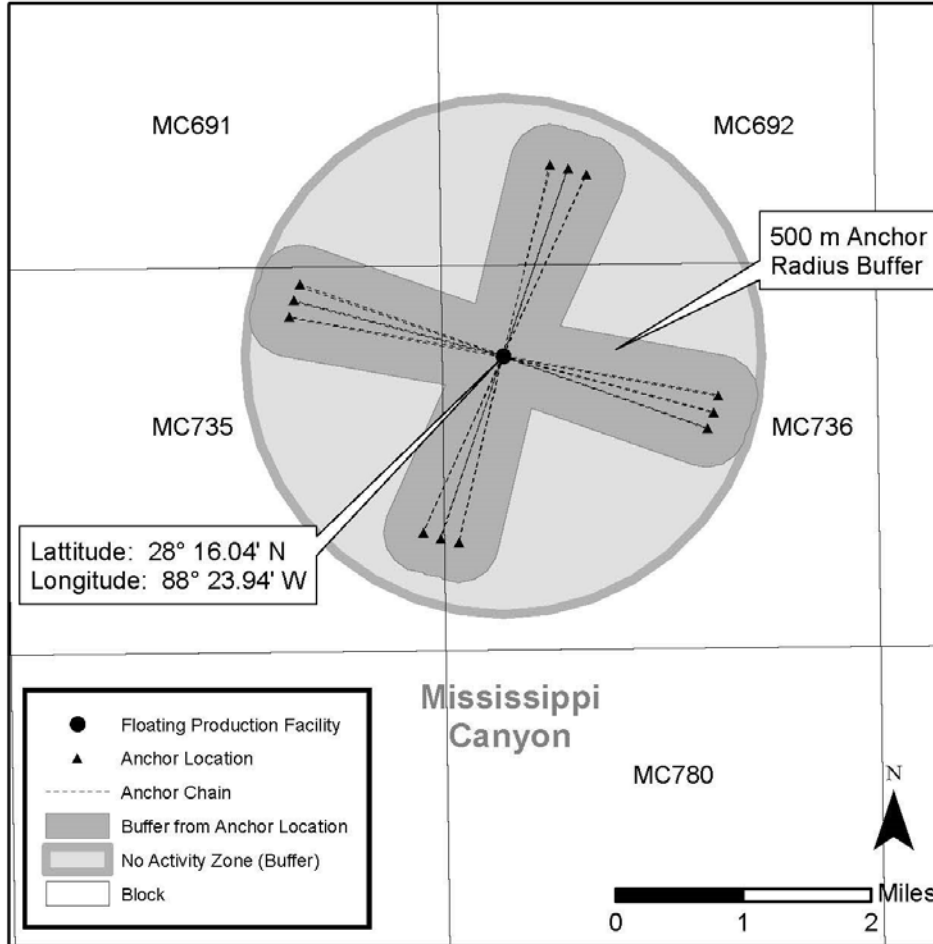 MC691
MC692
500 m Anchor
Radius Buffer
MC735
MC736
Lattitude: 28° 16.04' N
Longitude: 88° 23.94' W
Mississippi
Canyon
MC780
Floating Production Facility
Anchor Location
Anchor Chain
Buffer from Anchor Location
No Activity Zone (Buffer)
Block
N
Miles
0 1 2